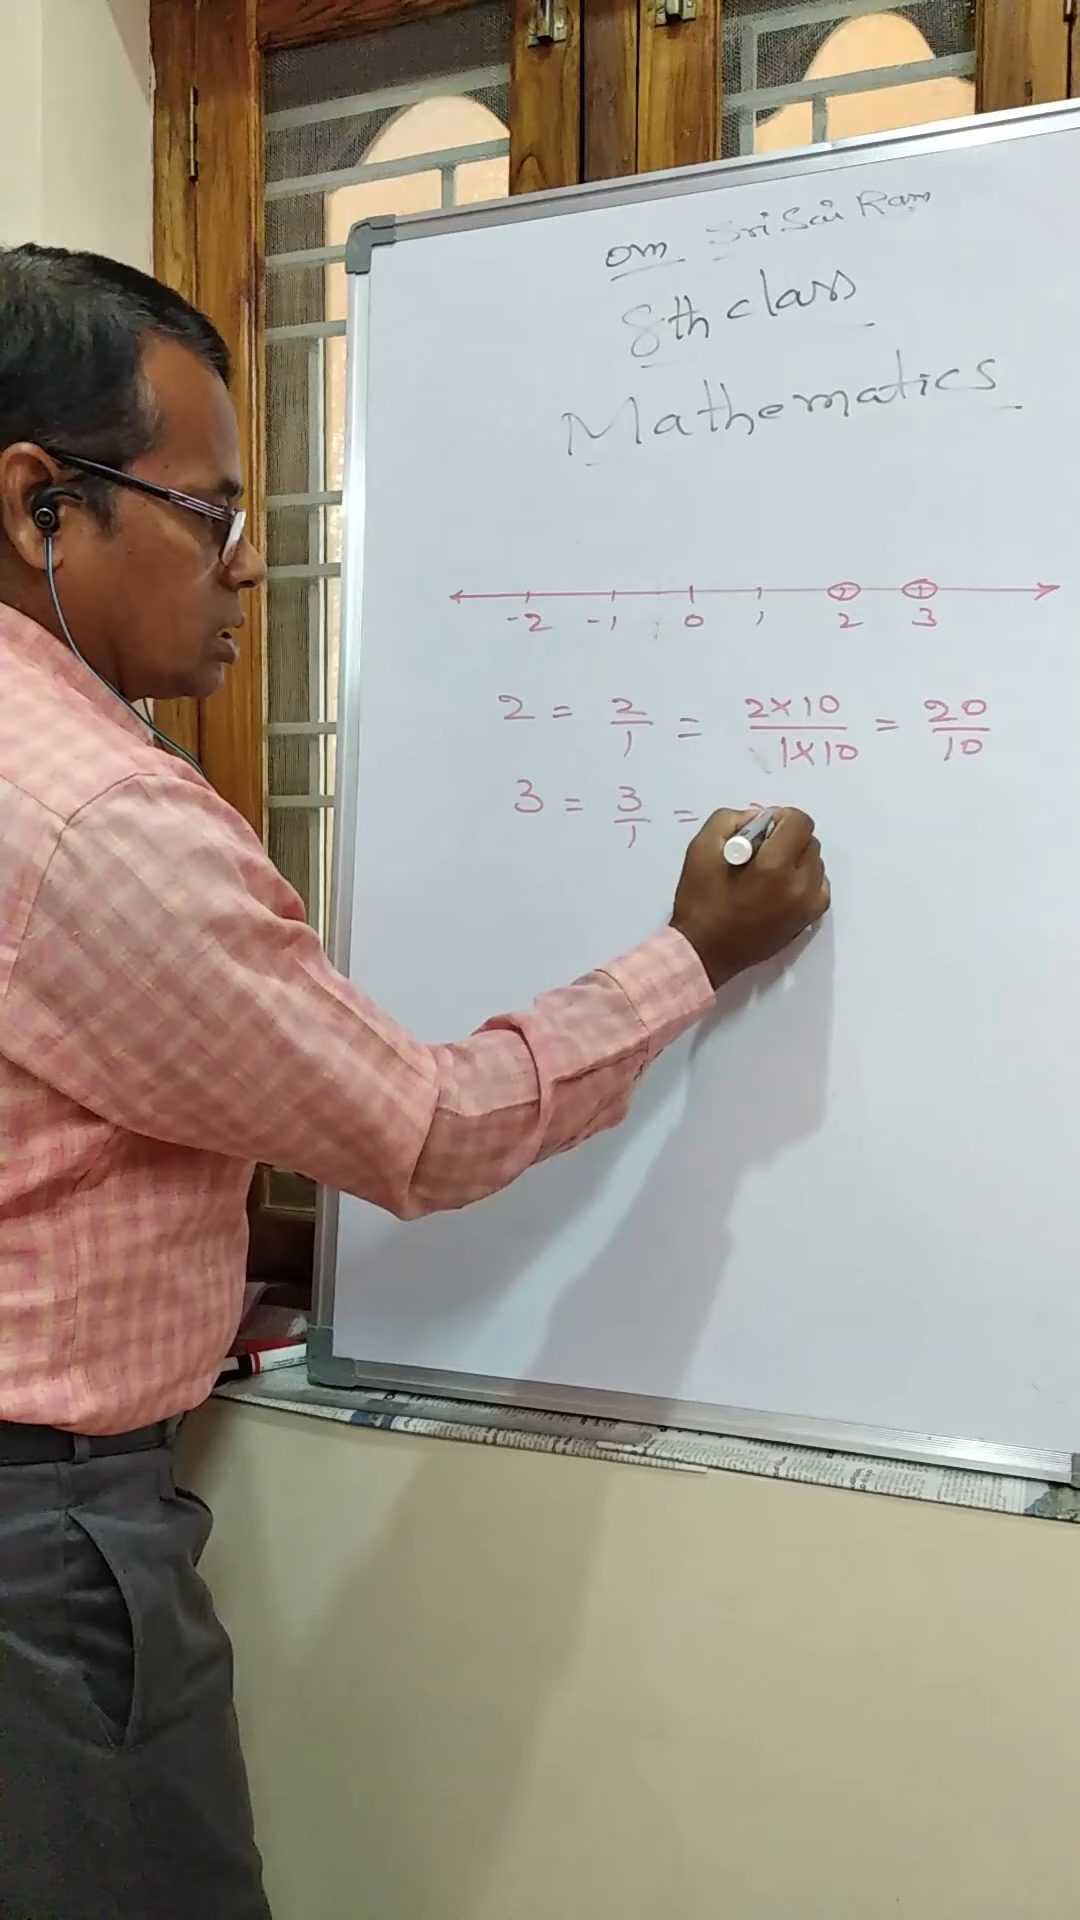 om Sri Sai Ram
8th class
Mathematics
-2 -1 0 1 2 3
2 = 2/1 = 2×10/1×10 = 20/10
3 = 3/1 =